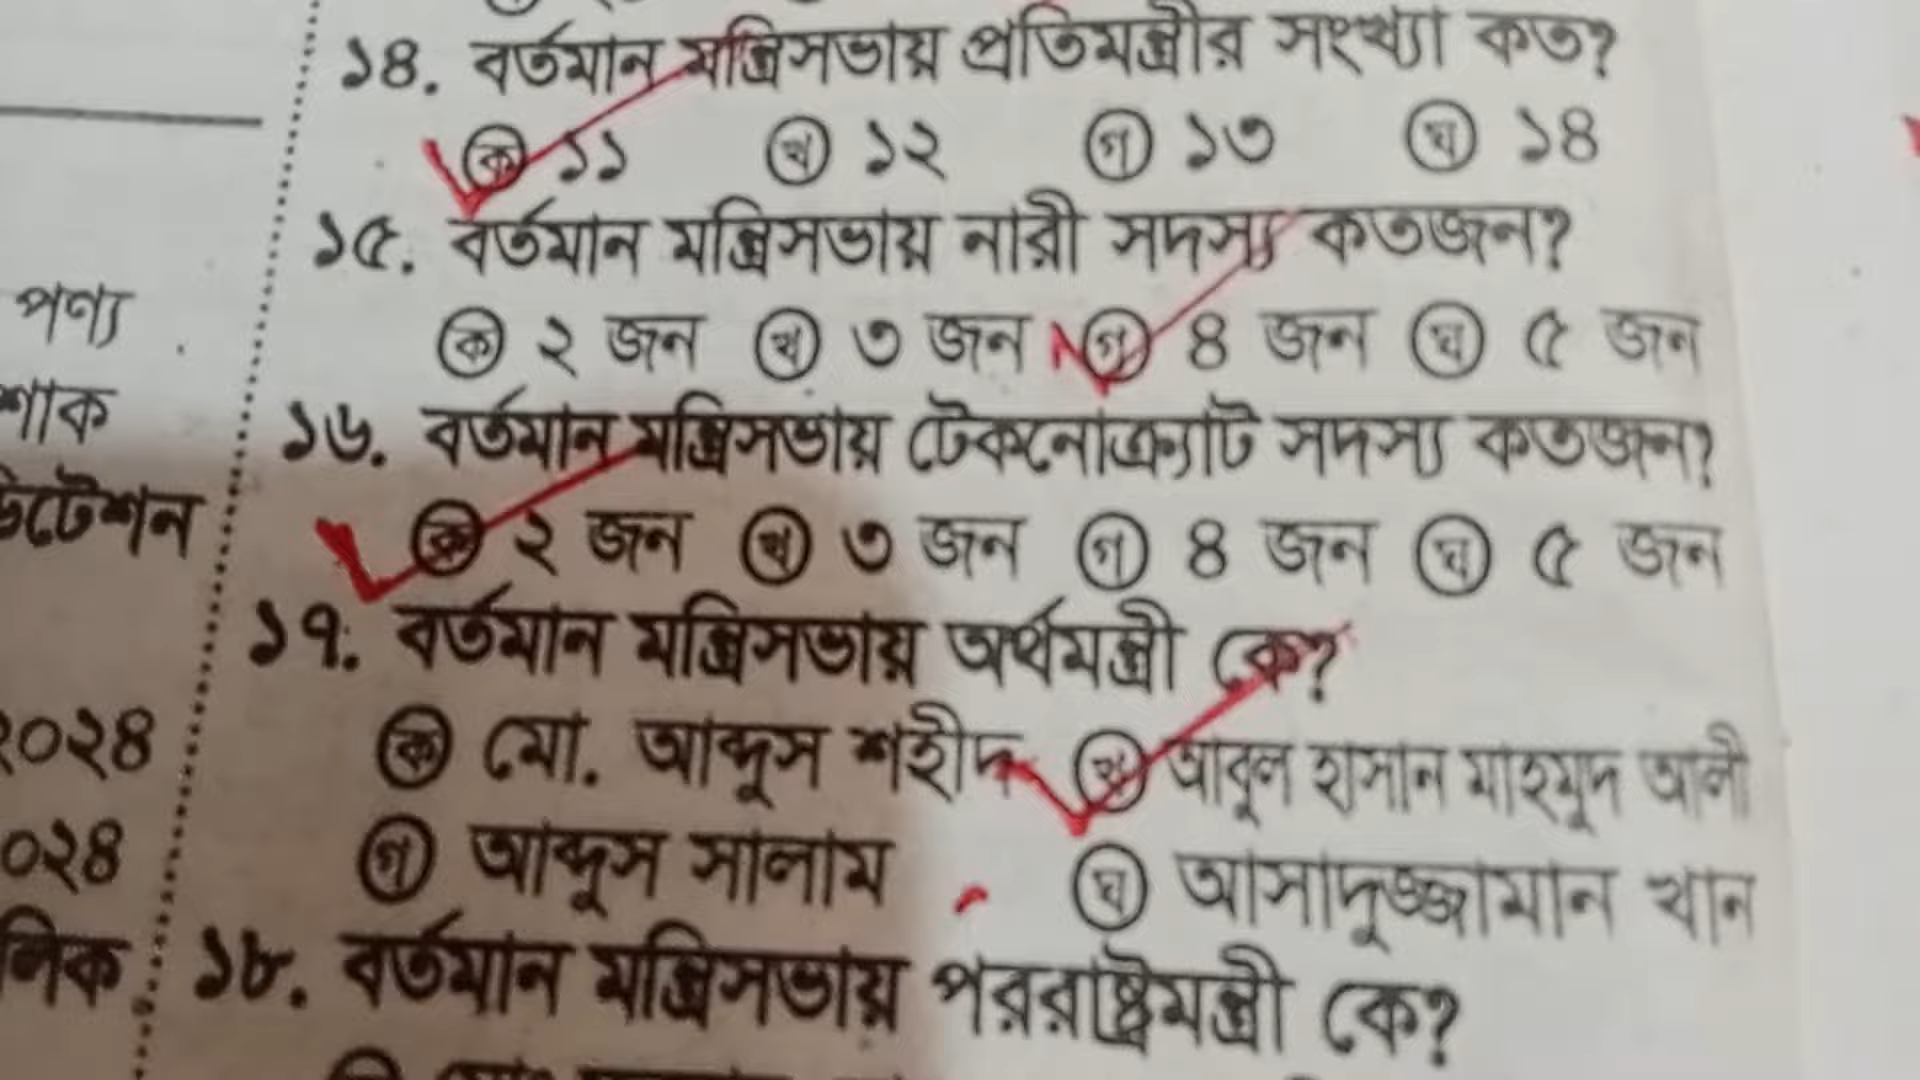 ১৪. বর্তমান মন্ত্রিসভায় প্রতিমন্ত্রীর সংখ্যা কত?
ক ১১ খ ১২ গ ১৩ ঘ ১৪
১৫. বর্তমান মন্ত্রিসভায় নারী সদস্য কতজন?
পণ্য
ক ২ জন খ ৩ জন গ ৪ জন ঘ ৫ জন
১৬. বর্তমান মন্ত্রিসভায় টেকনোক্র্যাট সদস্য কতজন?
ক ২ জন খ ৩ জন গ ৪ জন ঘ ৫ জন
১৭. বর্তমান মন্ত্রিসভায় অর্থমন্ত্রী কে?
২০২৪
ক মো. আব্দুস শহীদ খ আবুল হাসান মাহমুদ আলী
গ আব্দুস সালাম ঘ আসাদুজ্জামান খান
১৮. বর্তমান মন্ত্রিসভায় পররাষ্ট্রমন্ত্রী কে?